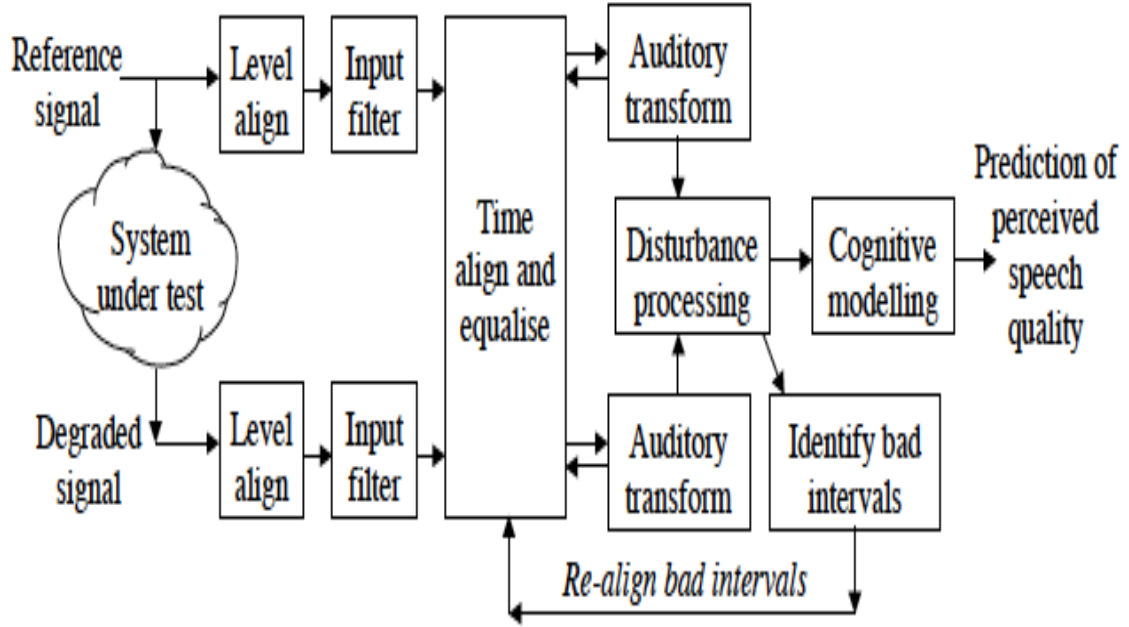 Reference
signal
Level
align
Input
filter
Auditory
transform
System
under test
Time
align and
equalise
Disturbance
processing
Cognitive
modelling
Prediction of
perceived
speech
quality
Degraded
signal
Level
align
Input
filter
Auditory
transform
Identify bad
intervals
Re-align bad intervals